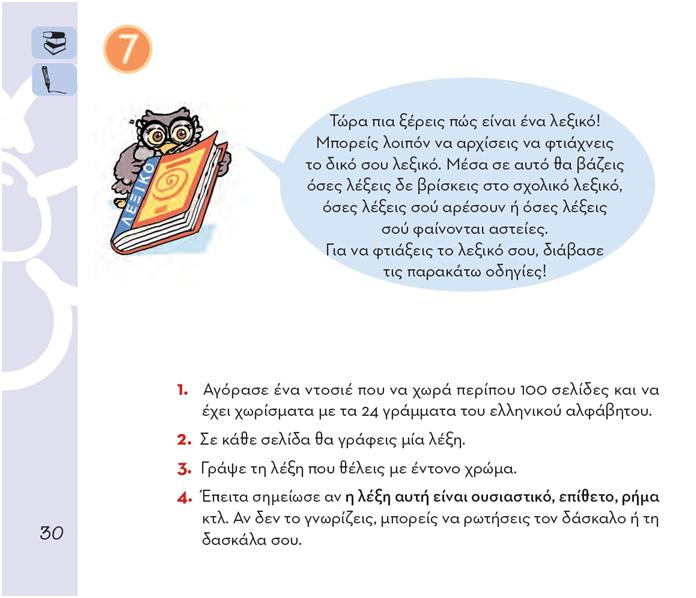 7
Τώρα πια ξέρεις πώς είναι ένα λεξικό!
Μπορείς λοιπόν να αρχίσεις να φτιάχνεις
το δικό σου λεξικό. Μέσα σε αυτό θα βάζεις
όσες λέξεις δε βρίσκεις στο σχολικό λεξικό,
όσες λέξεις σού αρέσουν ή όσες λέξεις
σού φαίνονται αστείες.
Για να φτιάξεις το λεξικό σου, διάβασε
τις παρακάτω οδηγίες!
ΛΕΞΙΚΟ
1. Αγόρασε ένα ντοσιέ που να χωρά περίπου 100 σελίδες και να
έχει χωρίσματα με τα 24 γράμματα του ελληνικού αλφάβητου.
2. Σε κάθε σελίδα θα γράφεις μία λέξη.
3. Γράψε τη λέξη που θέλεις με έντονο χρώμα.
4. Έπειτα σημείωσε αν η λέξη αυτή είναι ουσιαστικό, επίθετο, ρήμα
κτλ. Αν δεν το γνωρίζεις, μπορείς να ρωτήσεις τον δάσκαλο ή τη
δασκάλα σου.
30